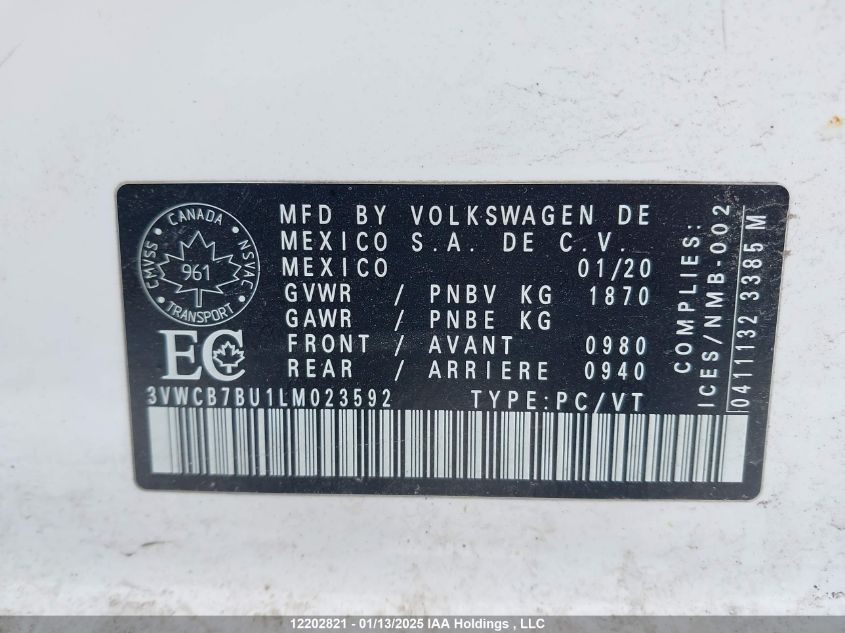 CANADA
CMVSS
NSVAC
961
TRANSPORT
EC
MFD BY VOLKSWAGEN DE
MEXICO S.A. DE C.V.
MEXICO 01/20
GVWR / PNBV KG 1870
GAWR / PNBE KG
FRONT / AVANT 0980
REAR / ARRIERE 0940
3VWCB7BU1LM023592 TYPE:PC/VT
COMPLIES:
ICES/NMB-002
0411132 3385 M
12202821 - 01/13/2025 IAA Holdings , LLC